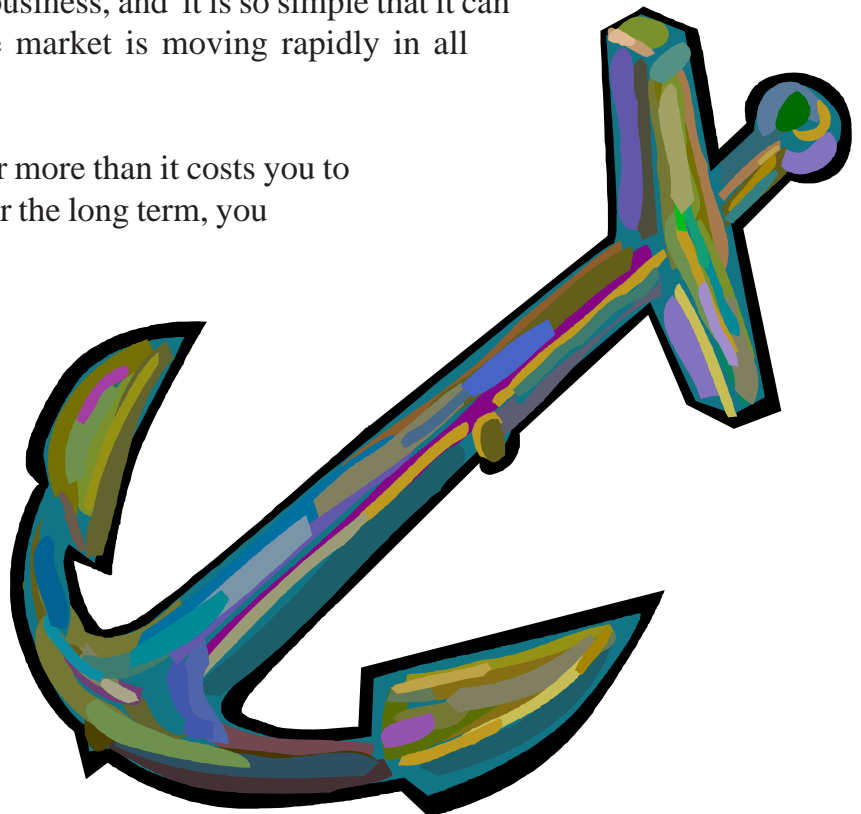 business, and it is so simple that it can
market is moving rapidly in all
more than it costs you to
the long term, you